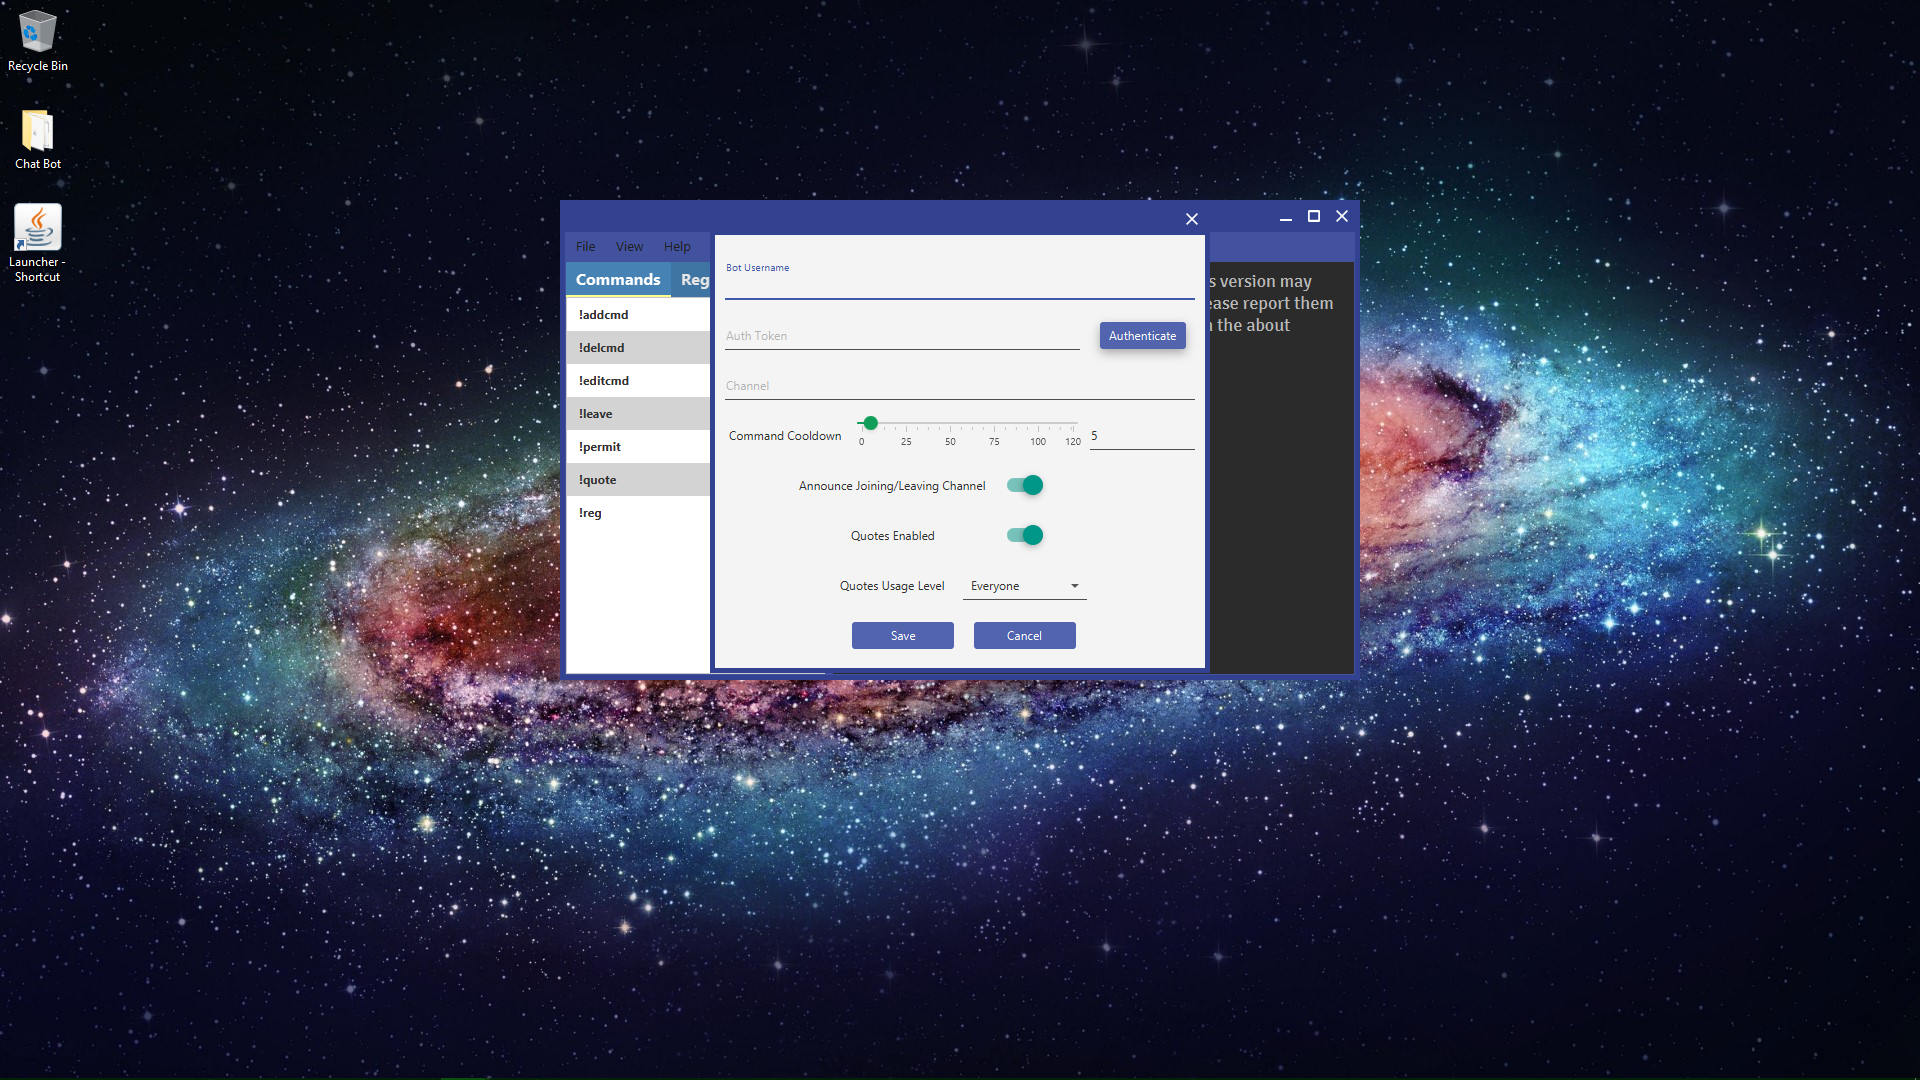 Recycle Bin
Chat Bot
Launcher -
Shortcut
File View Help
Commands Reg
!addcmd
!delcmd
!editcmd
!leave
!permit
!quote
!reg
Bot Username
Auth Token
Authenticate
Channel
Command Cooldown
0 25 50 75 100 120
5
Announce Joining/Leaving Channel
Quotes Enabled
Quotes Usage Level Everyone
Save Cancel
s version may
ease report them
the about